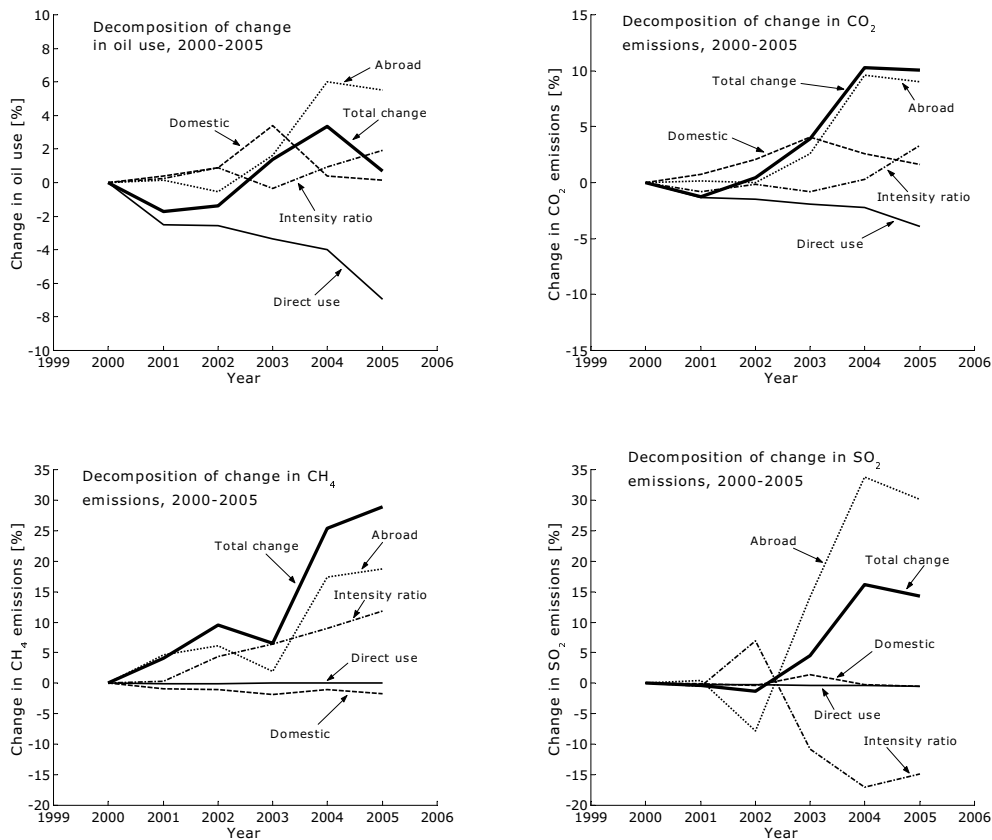 Decomposition of change
in oil use, 2000-2005
Change in oil use [%]
10
8
6
4
2
0
-2
-4
-6
-8
-10
Abroad
Total change
Domestic
Intensity ratio
Direct use
1999 2000 2001 2002 2003 2004 2005 2006
Year
Decomposition of change in CO2
emissions, 2000-2005
Change in CO2 emissions [%]
15
10
5
0
-5
-10
-15
Total change
Abroad
Domestic
Intensity ratio
Direct use
1999 2000 2001 2002 2003 2004 2005 2006
Year
Decomposition of change in CH4
emissions, 2000-2005
Change in CH4 emissions [%]
35
30
25
20
15
10
5
0
-5
-10
-15
-20
Total change
Abroad
Intensity ratio
Direct use
Domestic
1999 2000 2001 2002 2003 2004 2005 2006
Year
Decomposition of change in SO2
emissions, 2000-2005
Change in SO2 emissions [%]
35
30
25
20
15
10
5
0
-5
-10
-15
-20
Abroad
Total change
Domestic
Direct use
Intensity ratio
1999 2000 2001 2002 2003 2004 2005 2006
Year